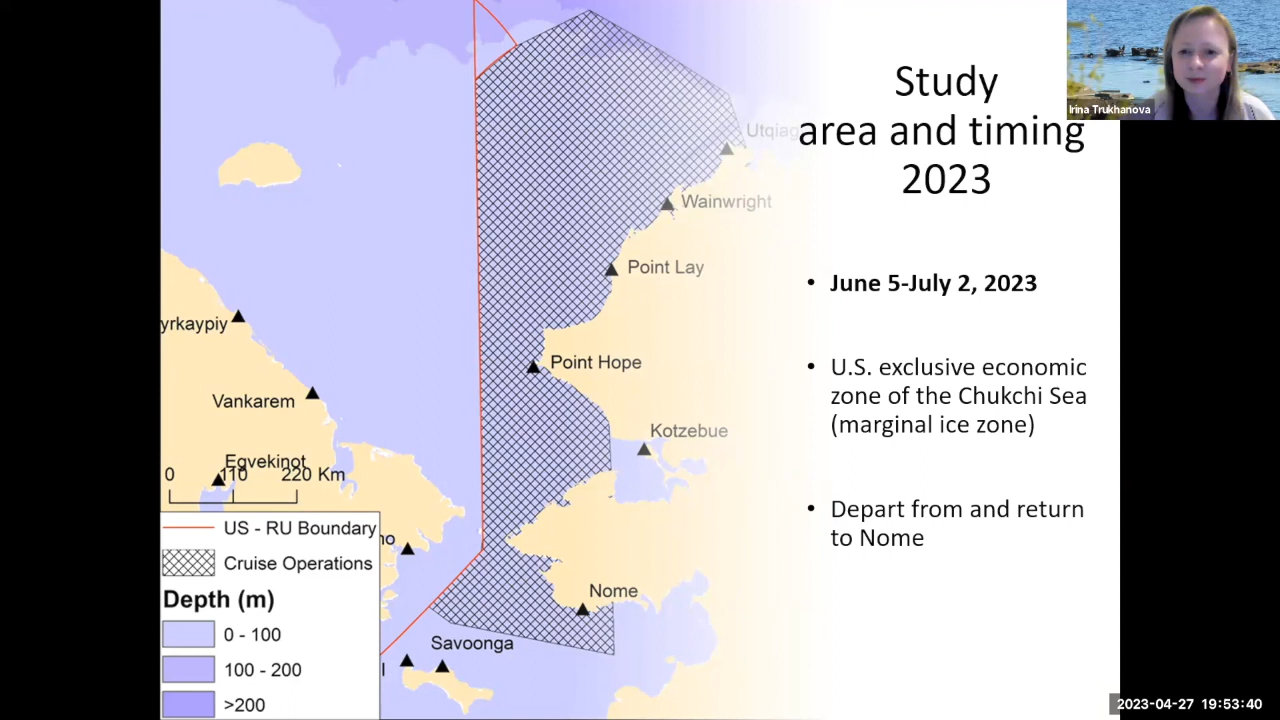 Study
area and timing
2023
Irina Trukhanova
Utqiag
Wainwright
Point Lay
Point Hope
Kotzebue
Nome
Savoonga
yrkaypiy
Vankarem
Egvekinot
0 110 220 Km
no
US - RU Boundary
Cruise Operations
Depth (m)
0 - 100
100 - 200
>200
l
• June 5-July 2, 2023
• U.S. exclusive economic
zone of the Chukchi Sea
(marginal ice zone)
• Depart from and return
to Nome
2023-04-27 19:53:40